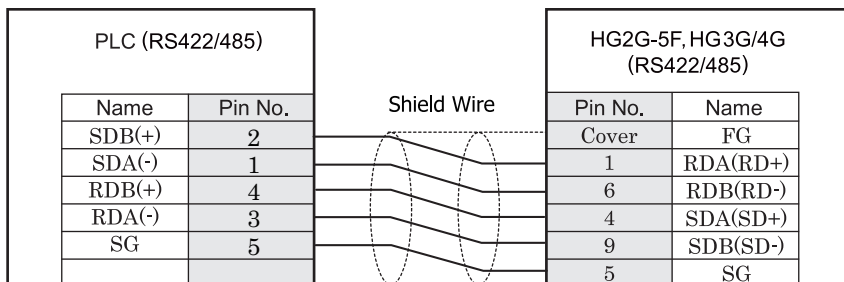 PLC (RS422/485)
HG2G-5F, HG3G/4G
(RS422/485)
Shield Wire
Name Pin No.
SDB(+) 2
SDA(-) 1
RDB(+) 4
RDA(-) 3
SG 5
Pin No. Name
Cover FG
1 RDA(RD+)
6 RDB(RD-)
4 SDA(SD+)
9 SDB(SD-)
5 SG